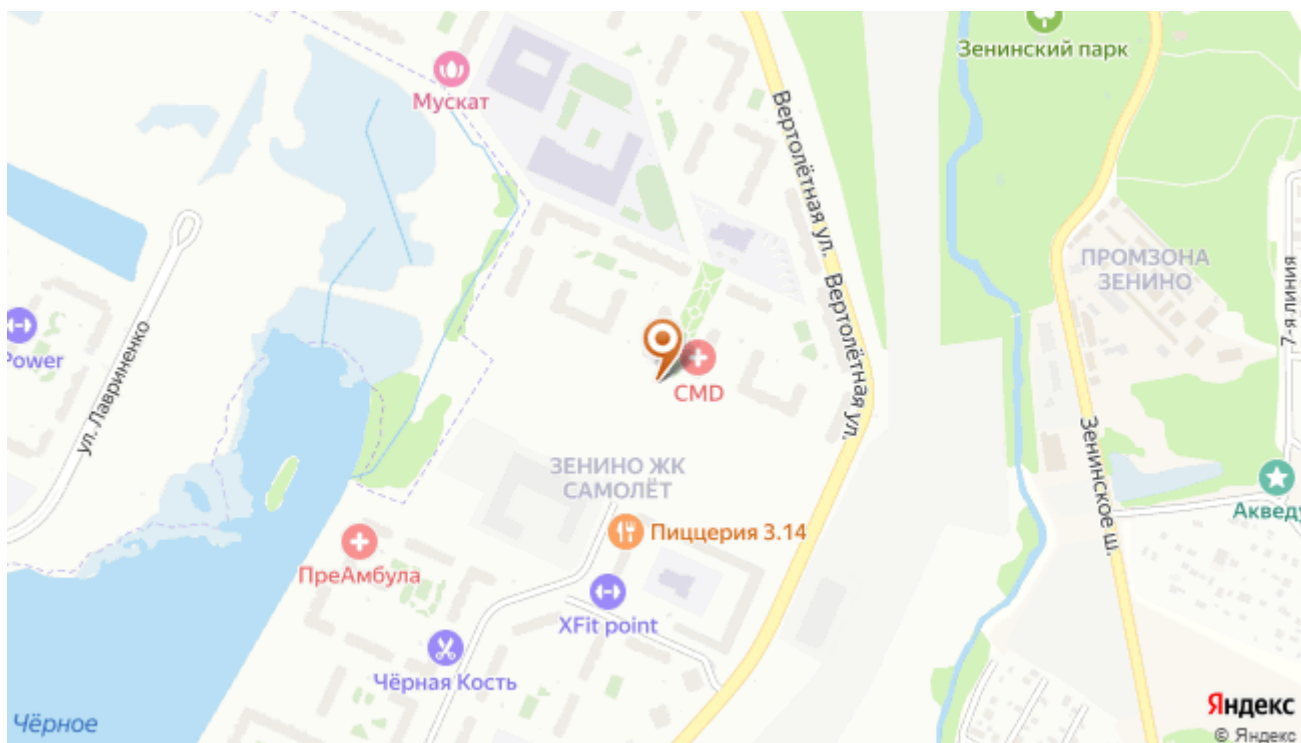 Зенинский парк
Мускат
Вертолётная ул.
Вертолётная ул.
ПРОМЗОНА
ЗЕНИНО
7-я линия
Power
ул. Лавриненко
CMD
ЗЕНИНО ЖК
САМОЛЁТ
Зенинское ш.
Акведу
Пиццерия 3.14
ПреАмбула
XFit point
Чёрная Кость
Чёрное
Яндекс
© Яндекс